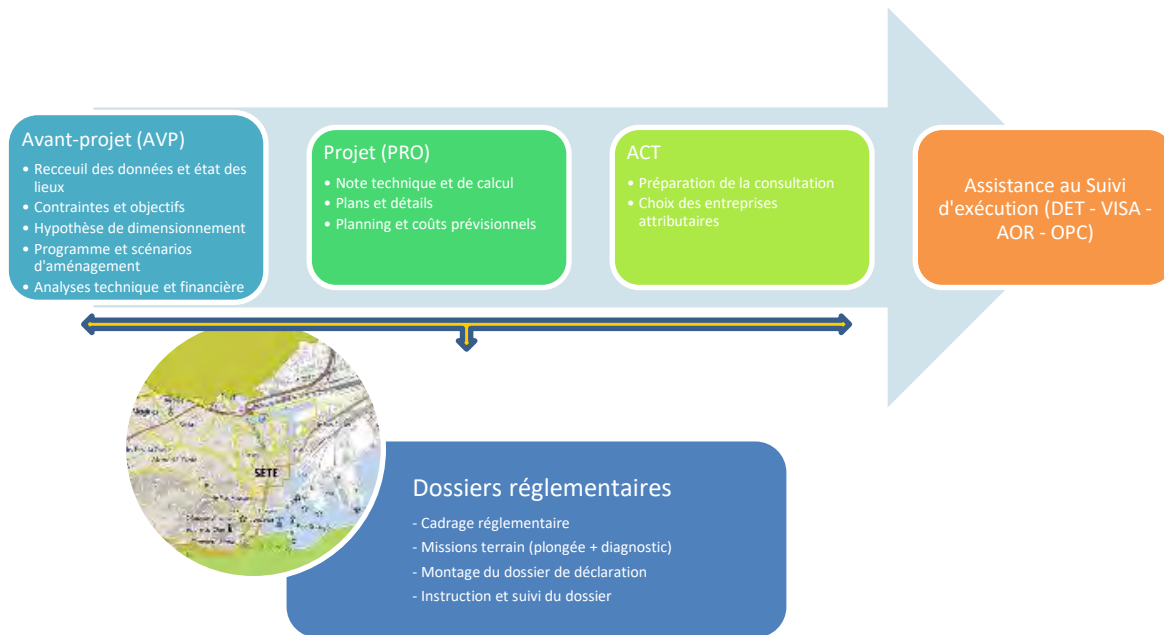 Avant-projet (AVP)
• Recceuil des données et état des
lieux
• Contraintes et objectifs
• Hypothèse de dimensionnement
• Programme et scénarios
d'aménagement
• Analyses technique et financière
Projet (PRO)
• Note technique et de calcul
• Plans et détails
• Planning et coûts prévisionnels
ACT
• Préparation de la consultation
• Choix des entreprises
attributaires
Assistance au Suivi
d'exécution (DET - VISA -
AOR - OPC)
SÈTE
Dossiers réglementaires
- Cadrage réglementaire
- Missions terrain (plongée + diagnostic)
- Montage du dossier de déclaration
- Instruction et suivi du dossier